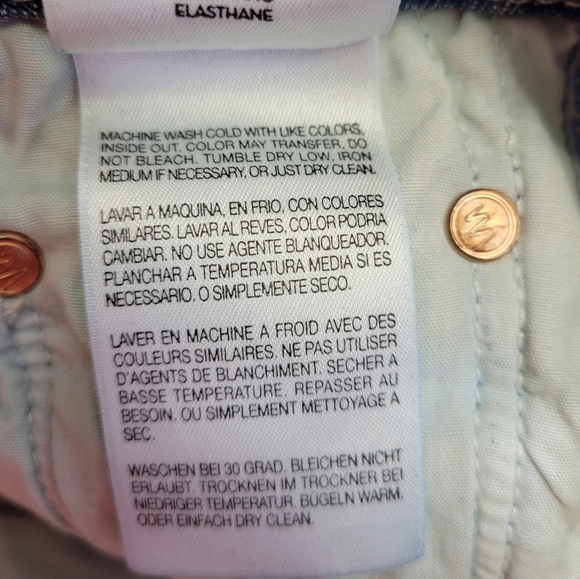 ELASTHANE
MACHINE WASH COLD WITH LIKE COLORS,
INSIDE OUT. COLOR MAY TRANSFER, DO
NOT BLEACH. TUMBLE DRY LOW, IRON
MEDIUM IF NECESSARY, OR JUST DRY CLEAN.
LAVAR A MAQUINA, EN FRIO, CON COLORES
SIMILARES. LAVAR AL REVES, COLOR PODRIA
CAMBIAR. NO USE AGENTE BLANQUEADOR.
PLANCHAR A TEMPERATURA MEDIA SI ES
NECESSARIO. O SIMPLEMENTE SECO.
LAVER EN MACHINE A FROID AVEC DES
COULEURS SIMILAIRES. NE PAS UTILISER
D'AGENTS DE BLANCHIMENT. SECHER A
BASSE TEMPERATURE. REPASSER AU
BESOIN. OU SIMPLEMENT METTOYAGE A
SEC.
WASCHEN BEI 30 GRAD. BLEICHEN NICHT
ERLAUBT. TROCKNEN IM TROCKNER BEI
NIEDRIGER TEMPERATUR. BUGELN WARM.
ODER EINFACH DRY CLEAN.